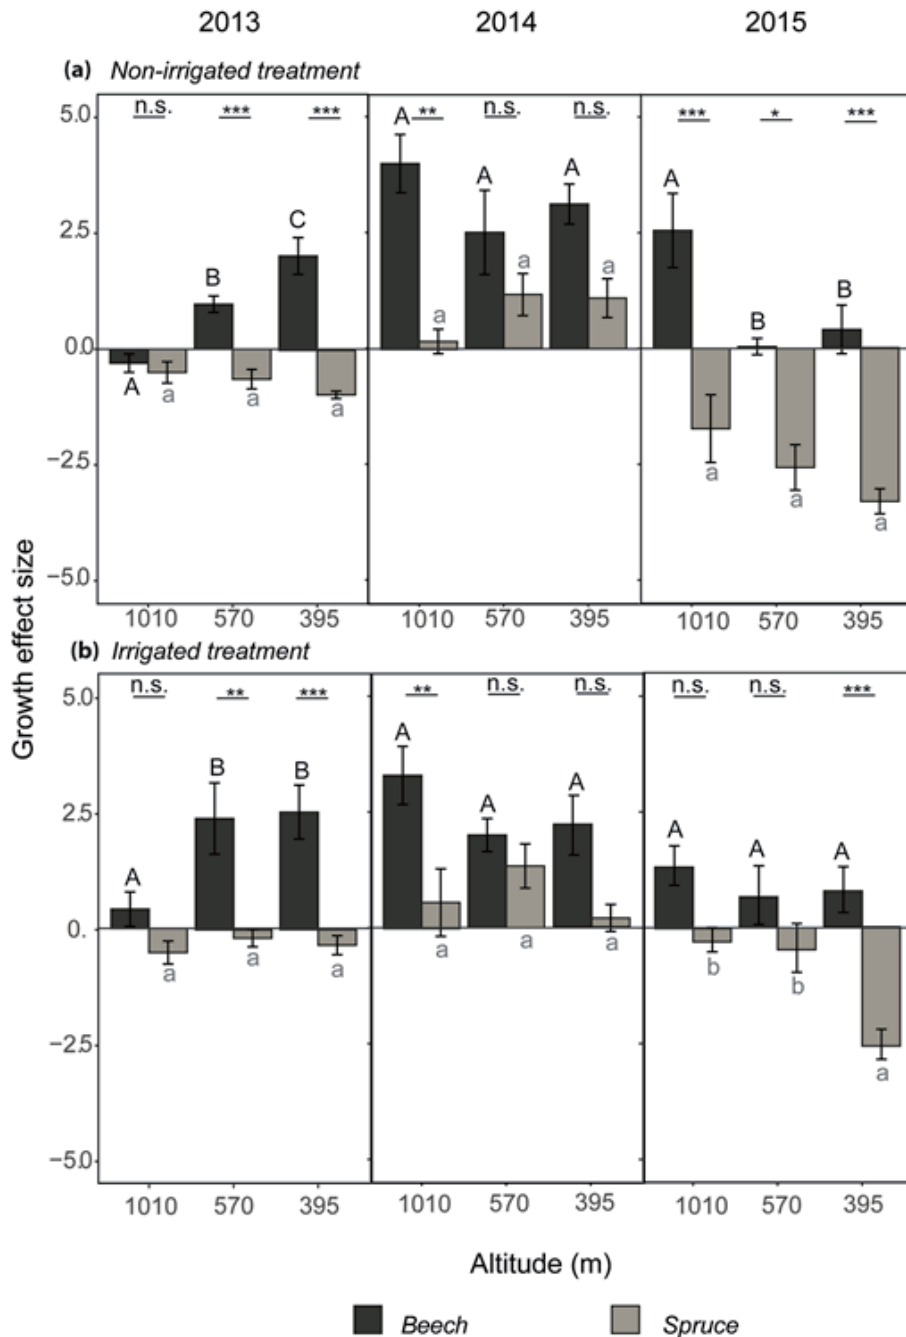 2013 2014 2015
(a) Non-irrigated treatment
n.s. *** *** ** n.s. n.s. *** * ***
5.0
A A A A
C
2.5
B a a B B
a
0.0
A a a a
−2.5
a a a
−5.0
1010 570 395 1010 570 395 1010 570 395
(b) Irrigated treatment
n.s. ** *** ** n.s. n.s. n.s. n.s. ***
5.0
A
B B A A
2.5
A A A A
0.
a a a a a a b b
−2.5
a
−5.0
1010 570 395 1010 570 395 1010 570 395
Growth effect size
Altitude (m)
Beech Spruce